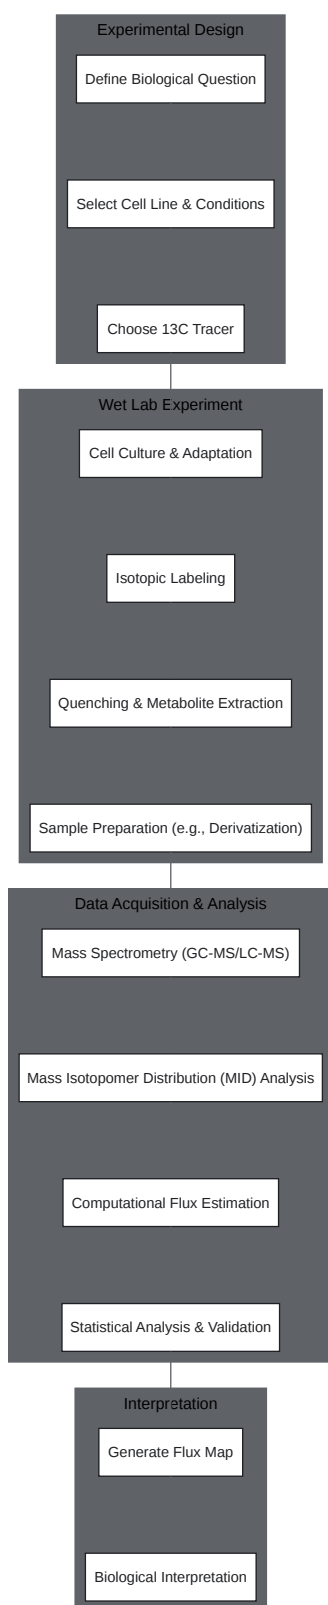 Experimental Design
Define Biological Question
Select Cell Line & Conditions
Choose 13C Tracer
Wet Lab Experiment
Cell Culture & Adaptation
Isotopic Labeling
Quenching & Metabolite Extraction
Sample Preparation (e.g., Derivatization)
Data Acquisition & Analysis
Mass Spectrometry (GC-MS/LC-MS)
Mass Isotopomer Distribution (MID) Analysis
Computational Flux Estimation
Statistical Analysis & Validation
Interpretation
Generate Flux Map
Biological Interpretation